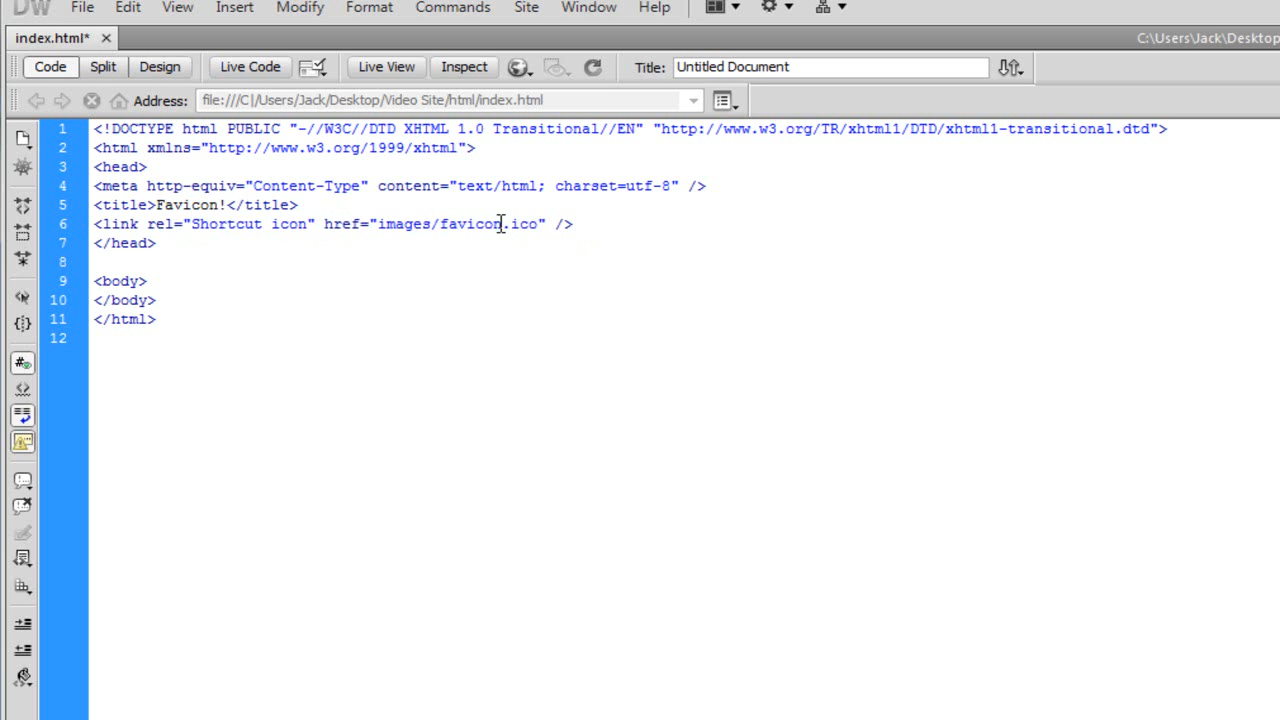 DW File Edit View Insert Modify Format Commands Site Window Help
index.html* C:\Users\Jack\Desktop
Code Split Design Live Code Live View Inspect Title: Untitled Document
Address: file:///C|/Users/Jack/Desktop/Video Site/html/index.html
1 <!DOCTYPE html PUBLIC "-//W3C//DTD XHTML 1.0 Transitional//EN" "http://www.w3.org/TR/xhtml1/DTD/xhtml1-transitional.dtd">
2 <html xmlns="http://www.w3.org/1999/xhtml">
3 <head>
4 <meta http-equiv="Content-Type" content="text/html; charset=utf-8" />
5 <title>Favicon!</title>
6 <link rel="Shortcut icon" href="images/favicon.ico" />
7 </head>
8
9 <body>
10 </body>
11 </html>
12